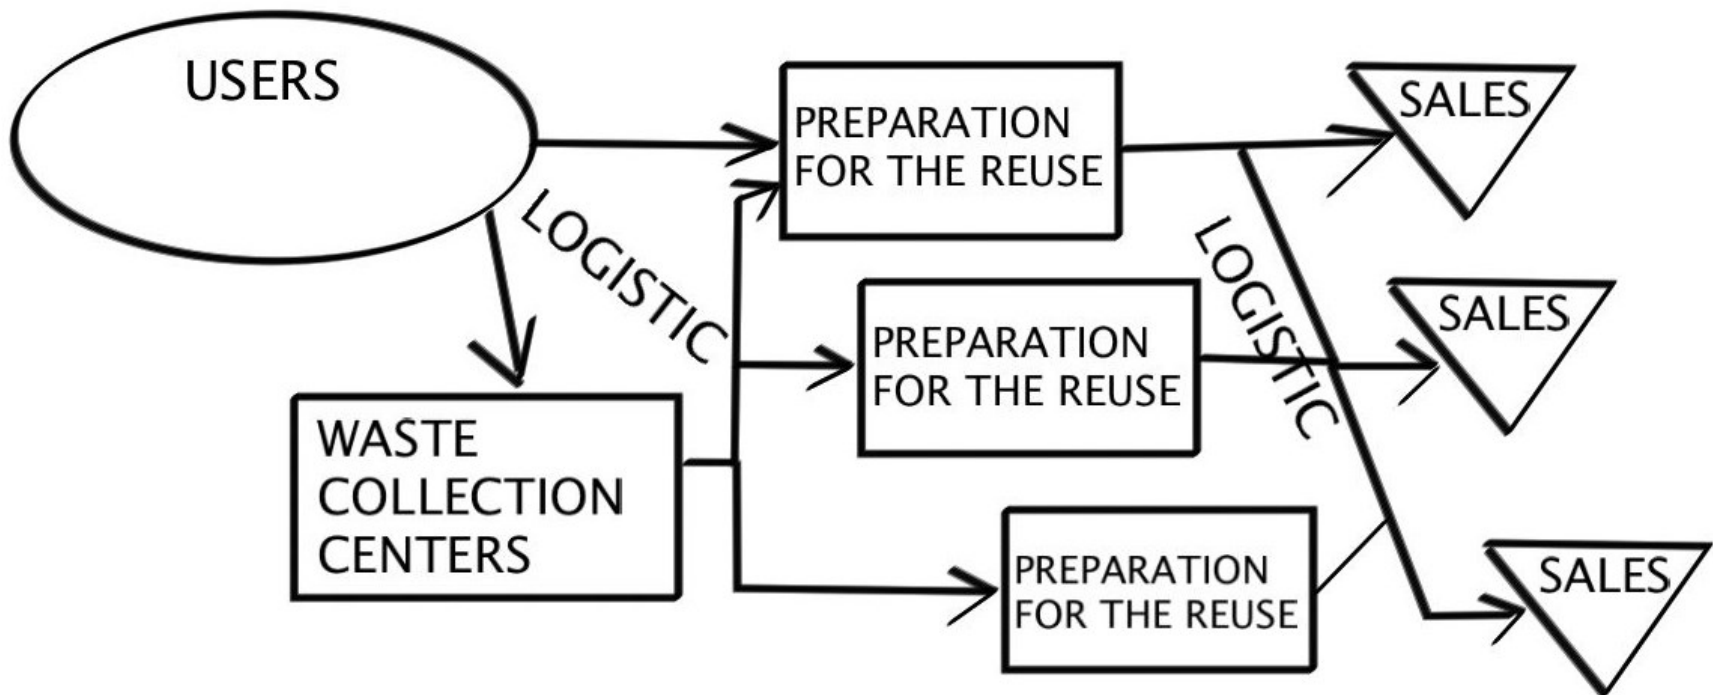 USERS
PREPARATION
FOR THE REUSE
SALES
LOGISTIC
LOGISTIC
PREPARATION
FOR THE REUSE
SALES
WASTE
COLLECTION
CENTERS
PREPARATION
FOR THE REUSE
SALES